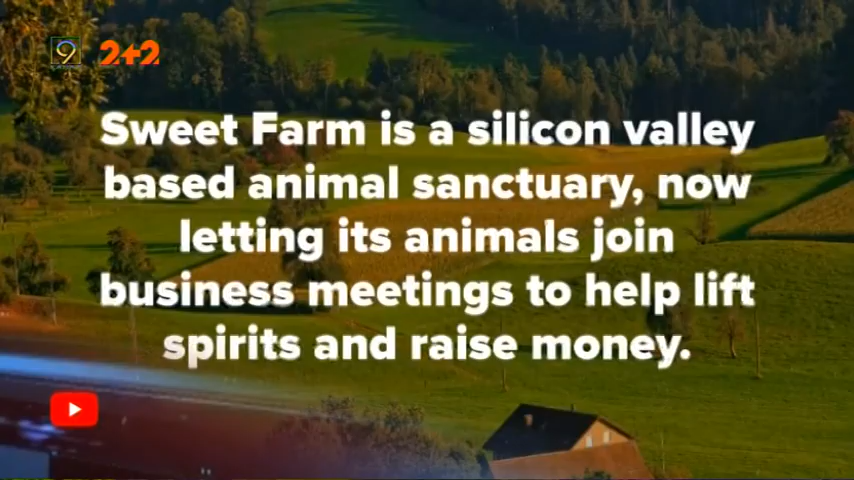 9 2+2
Sweet Farm is a silicon valley
based animal sanctuary, now
letting its animals join
business meetings to help lift
spirits and raise money.